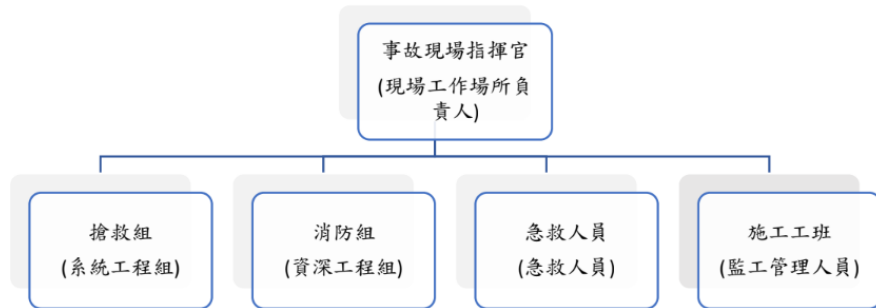 事故現場指揮官
(現場工作場所負
責人)
搶救組
(系統工程組)
消防組
(資深工程組)
急救人員
(急救人員)
施工工班
(監工管理人員)